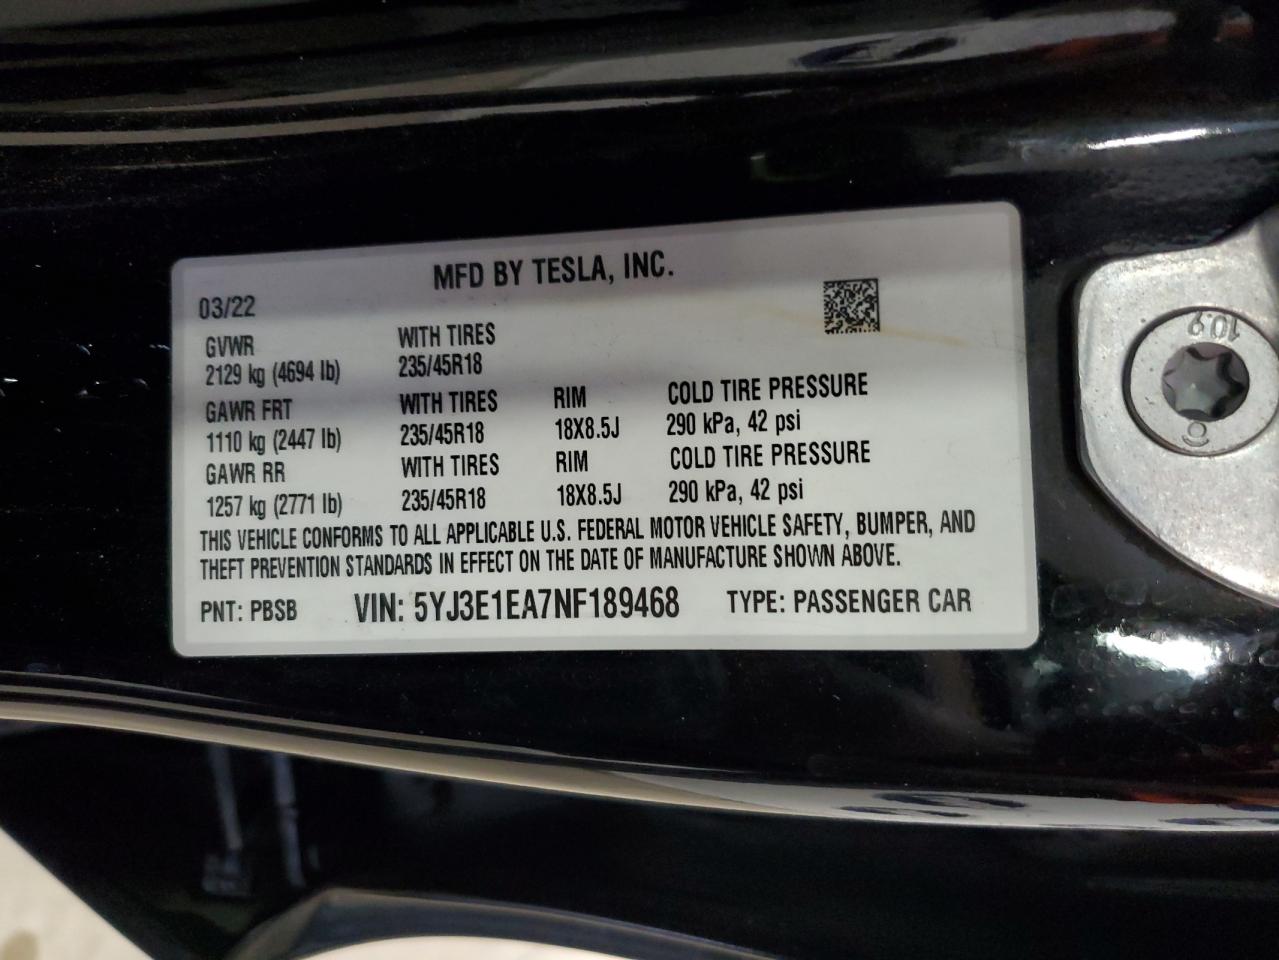 MFD BY TESLA, INC.
03/22
GVWR WITH TIRES
2129 kg (4694 lb) 235/45R18
GAWR FRT WITH TIRES RIM COLD TIRE PRESSURE
1110 kg (2447 lb) 235/45R18 18X8.5J 290 kPa, 42 psi
GAWR RR WITH TIRES RIM COLD TIRE PRESSURE
1257 kg (2771 lb) 235/45R18 18X8.5J 290 kPa, 42 psi
THIS VEHICLE CONFORMS TO ALL APPLICABLE U.S. FEDERAL MOTOR VEHICLE SAFETY, BUMPER, AND
THEFT PREVENTION STANDARDS IN EFFECT ON THE DATE OF MANUFACTURE SHOWN ABOVE.
PNT: PBSB VIN: 5YJ3E1EA7NF189468 TYPE: PASSENGER CAR
10.9